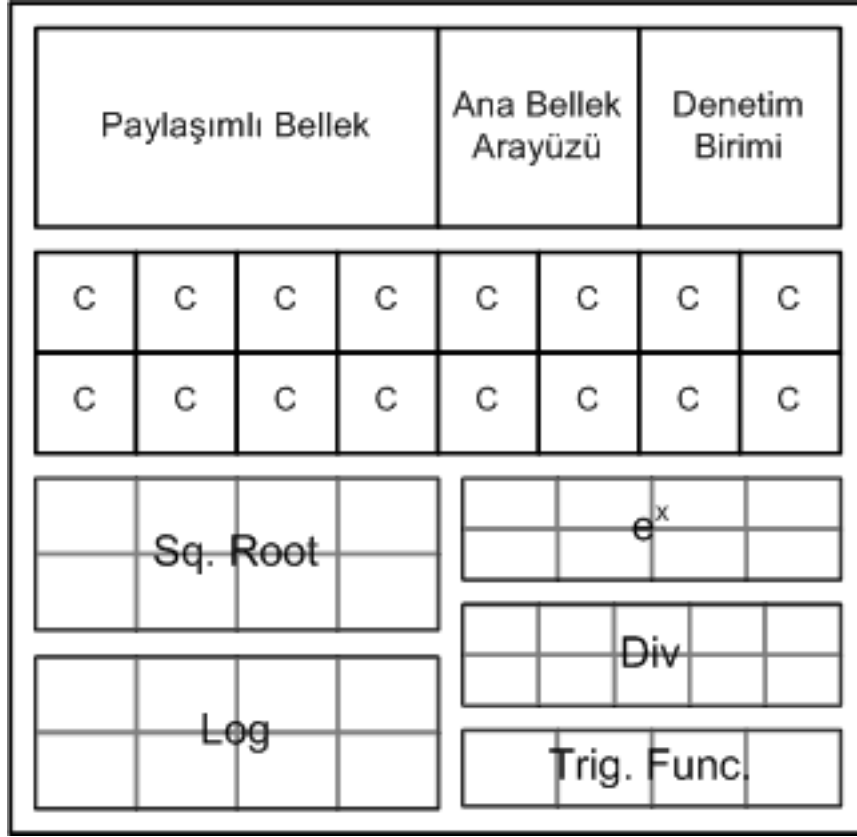 Paylaşımlı Bellek
Ana Bellek
Arayüzü
Denetim
Birimi
C C C C C C C C
C C C C C C C C
Sq. Root
e^x
Div
Log
Trig. Func.